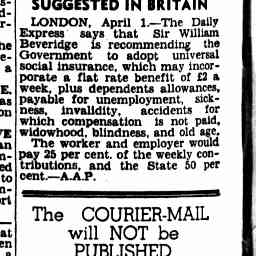 SUGGESTED IN BRITAIN
LONDON, April 1.—The Daily
Express says that Sir William
Beveridge is recommending the
Government to adopt universal
social insurance, which may incor-
porate a flat rate benefit of £2 a
week, plus dependents allowances,
payable for unemployment, sick-
ness, invalidity, accidents for
which compensation is not paid,
widowhood, blindness, and old age.
The worker and employer would
pay 25 per cent. of the weekly con-
tributions, and the State 50 per
cent.—A.A.P.
The COURIER-MAIL
will NOT be
PUBLISHED